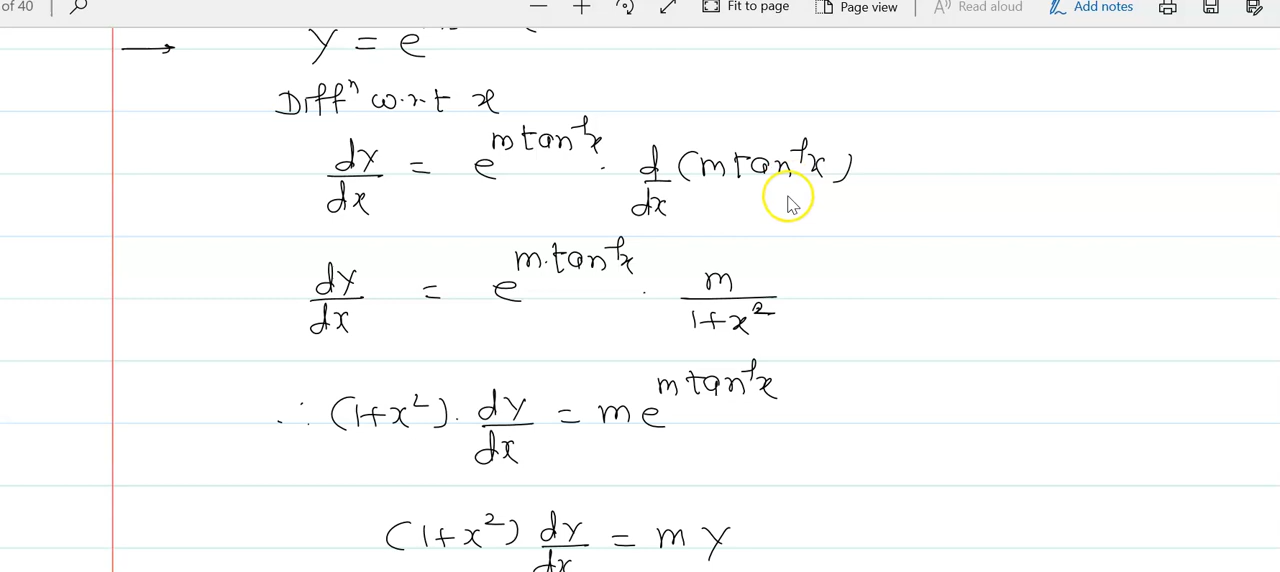 of 40 Fit to page Page view Read aloud Add notes
→ y = e
Diffⁿ w.r.t x
dy/dx = e^(m tan⁻¹x) · d/dx (m tan⁻¹x)
dy/dx = e^(m·tan⁻¹x) · m/(1+x²)
∴ (1+x²)· dy/dx = m e^(m tan⁻¹x)
(1+x²) dy/dx = m y